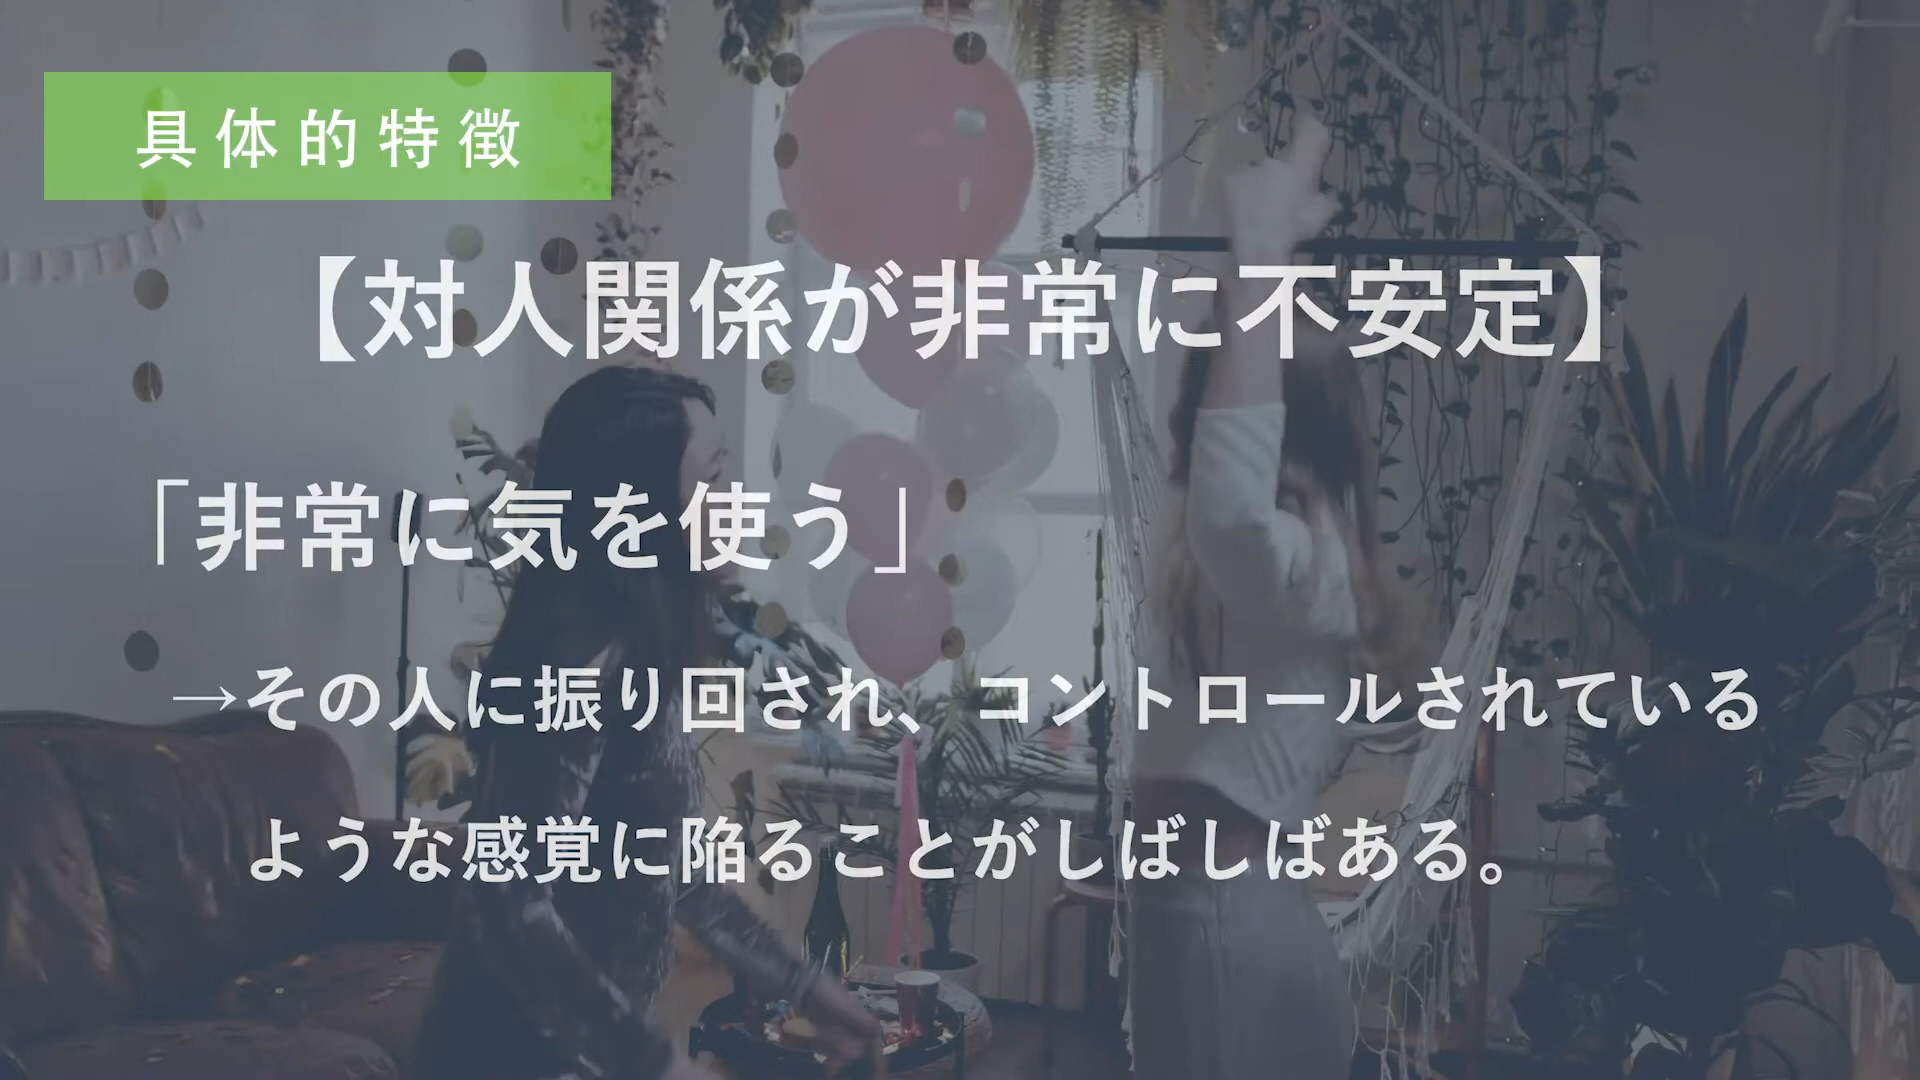 具体的特徴
【対人関係が非常に不安定】
「非常に気を使う」
→その人に振り回され、コントロールされている
ような感覚に陥ることがしばしばある。